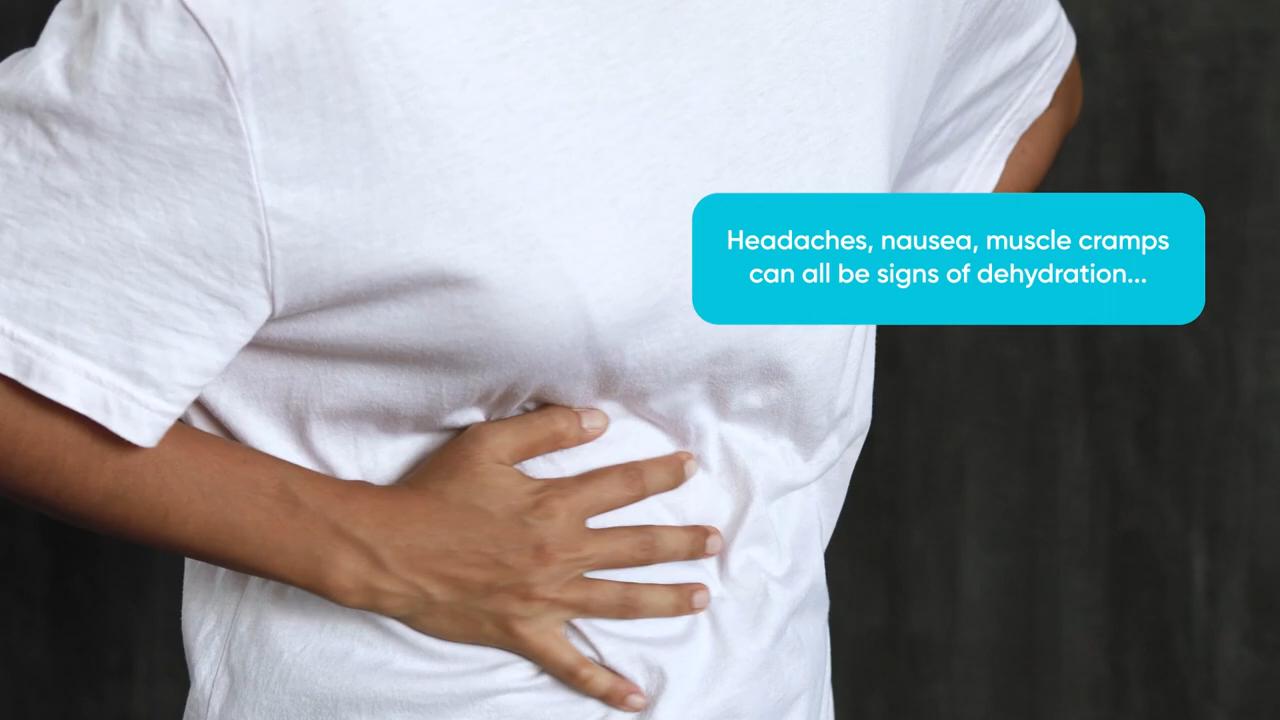 Headaches, nausea, muscle cramps
can all be signs of dehydration...